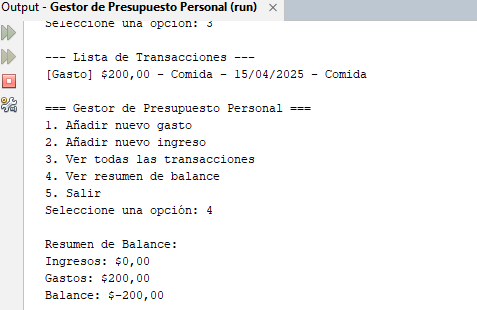 Output - Gestor de Presupuesto Personal (run)
Seleccione una opción: 3
--- Lista de Transacciones ---
[Gasto] $200,00 - Comida - 15/04/2025 - Comida
=== Gestor de Presupuesto Personal ===
1. Añadir nuevo gasto
2. Añadir nuevo ingreso
3. Ver todas las transacciones
4. Ver resumen de balance
5. Salir
Seleccione una opción: 4
Resumen de Balance:
Ingresos: $0,00
Gastos: $200,00
Balance: $-200,00